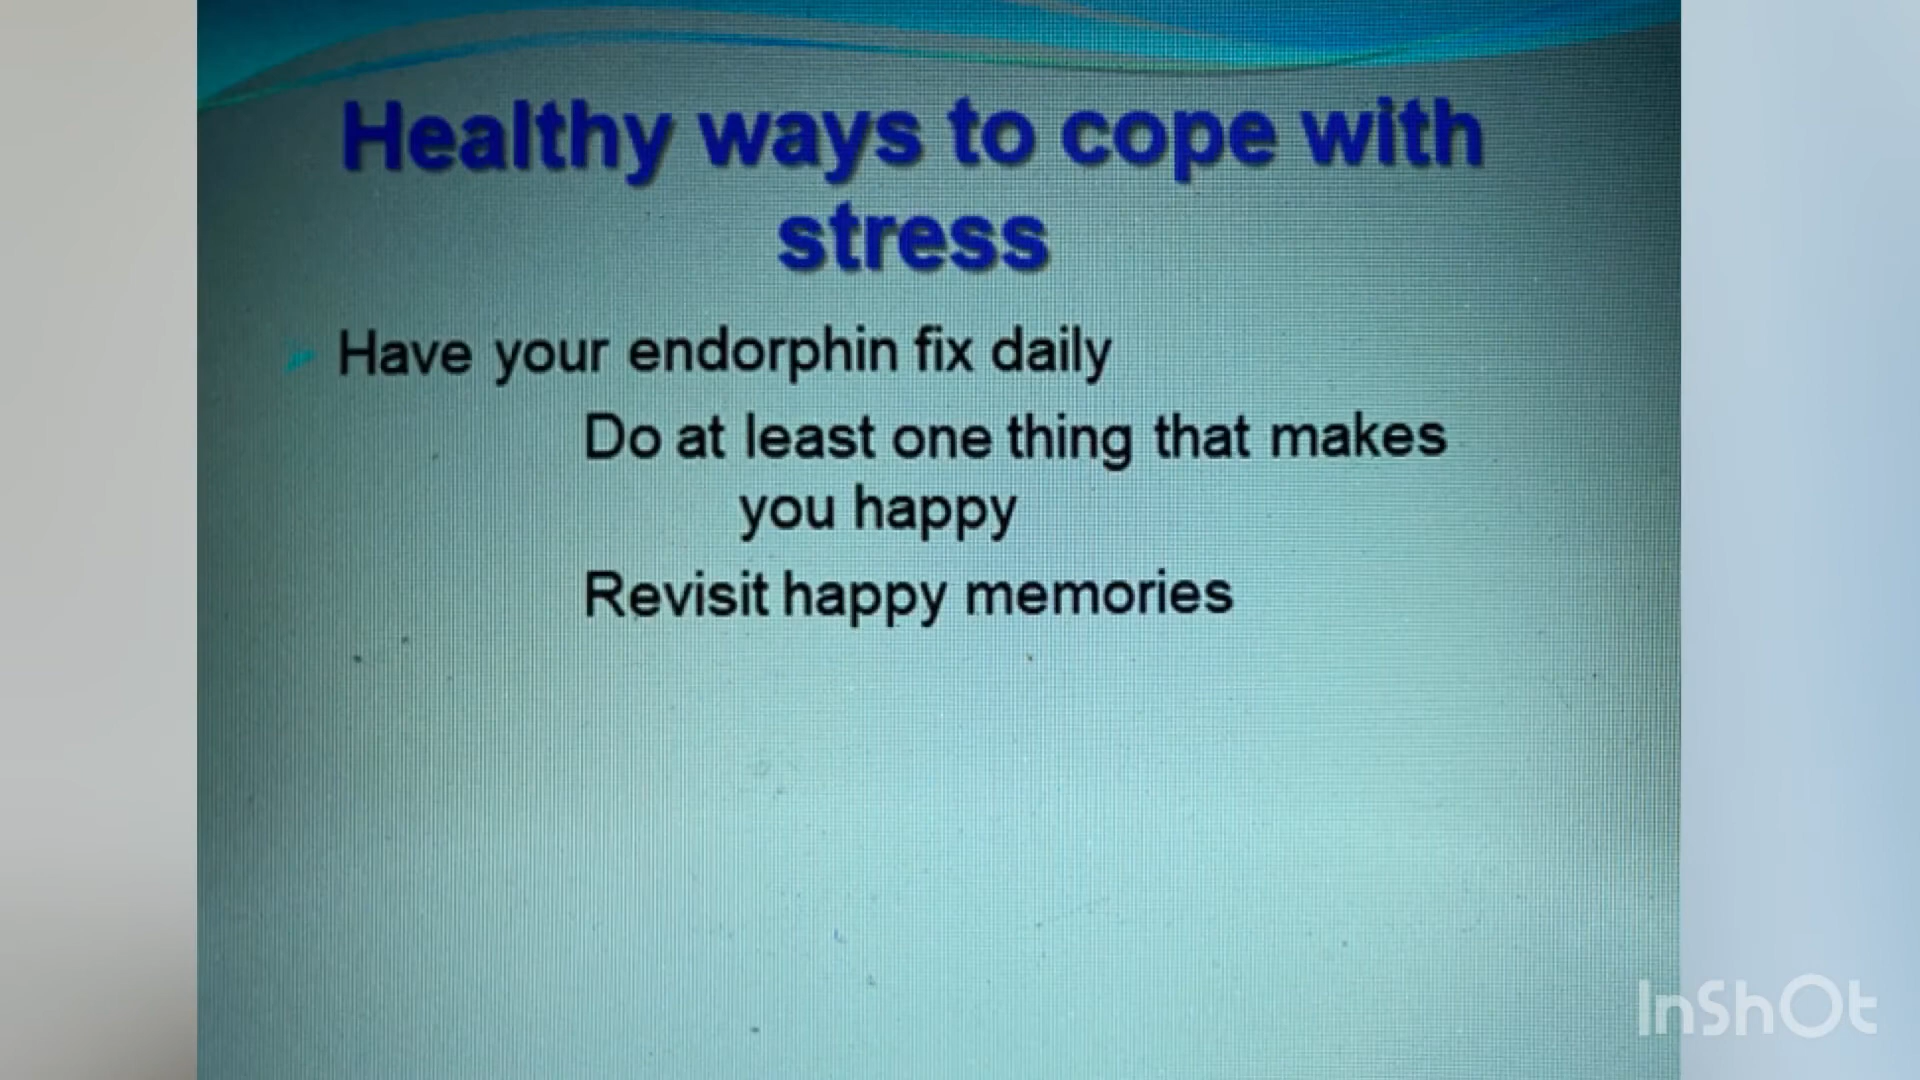 Healthy ways to cope with
stress
Have your endorphin fix daily
Do at least one thing that makes
you happy
Revisit happy memories
InShOt